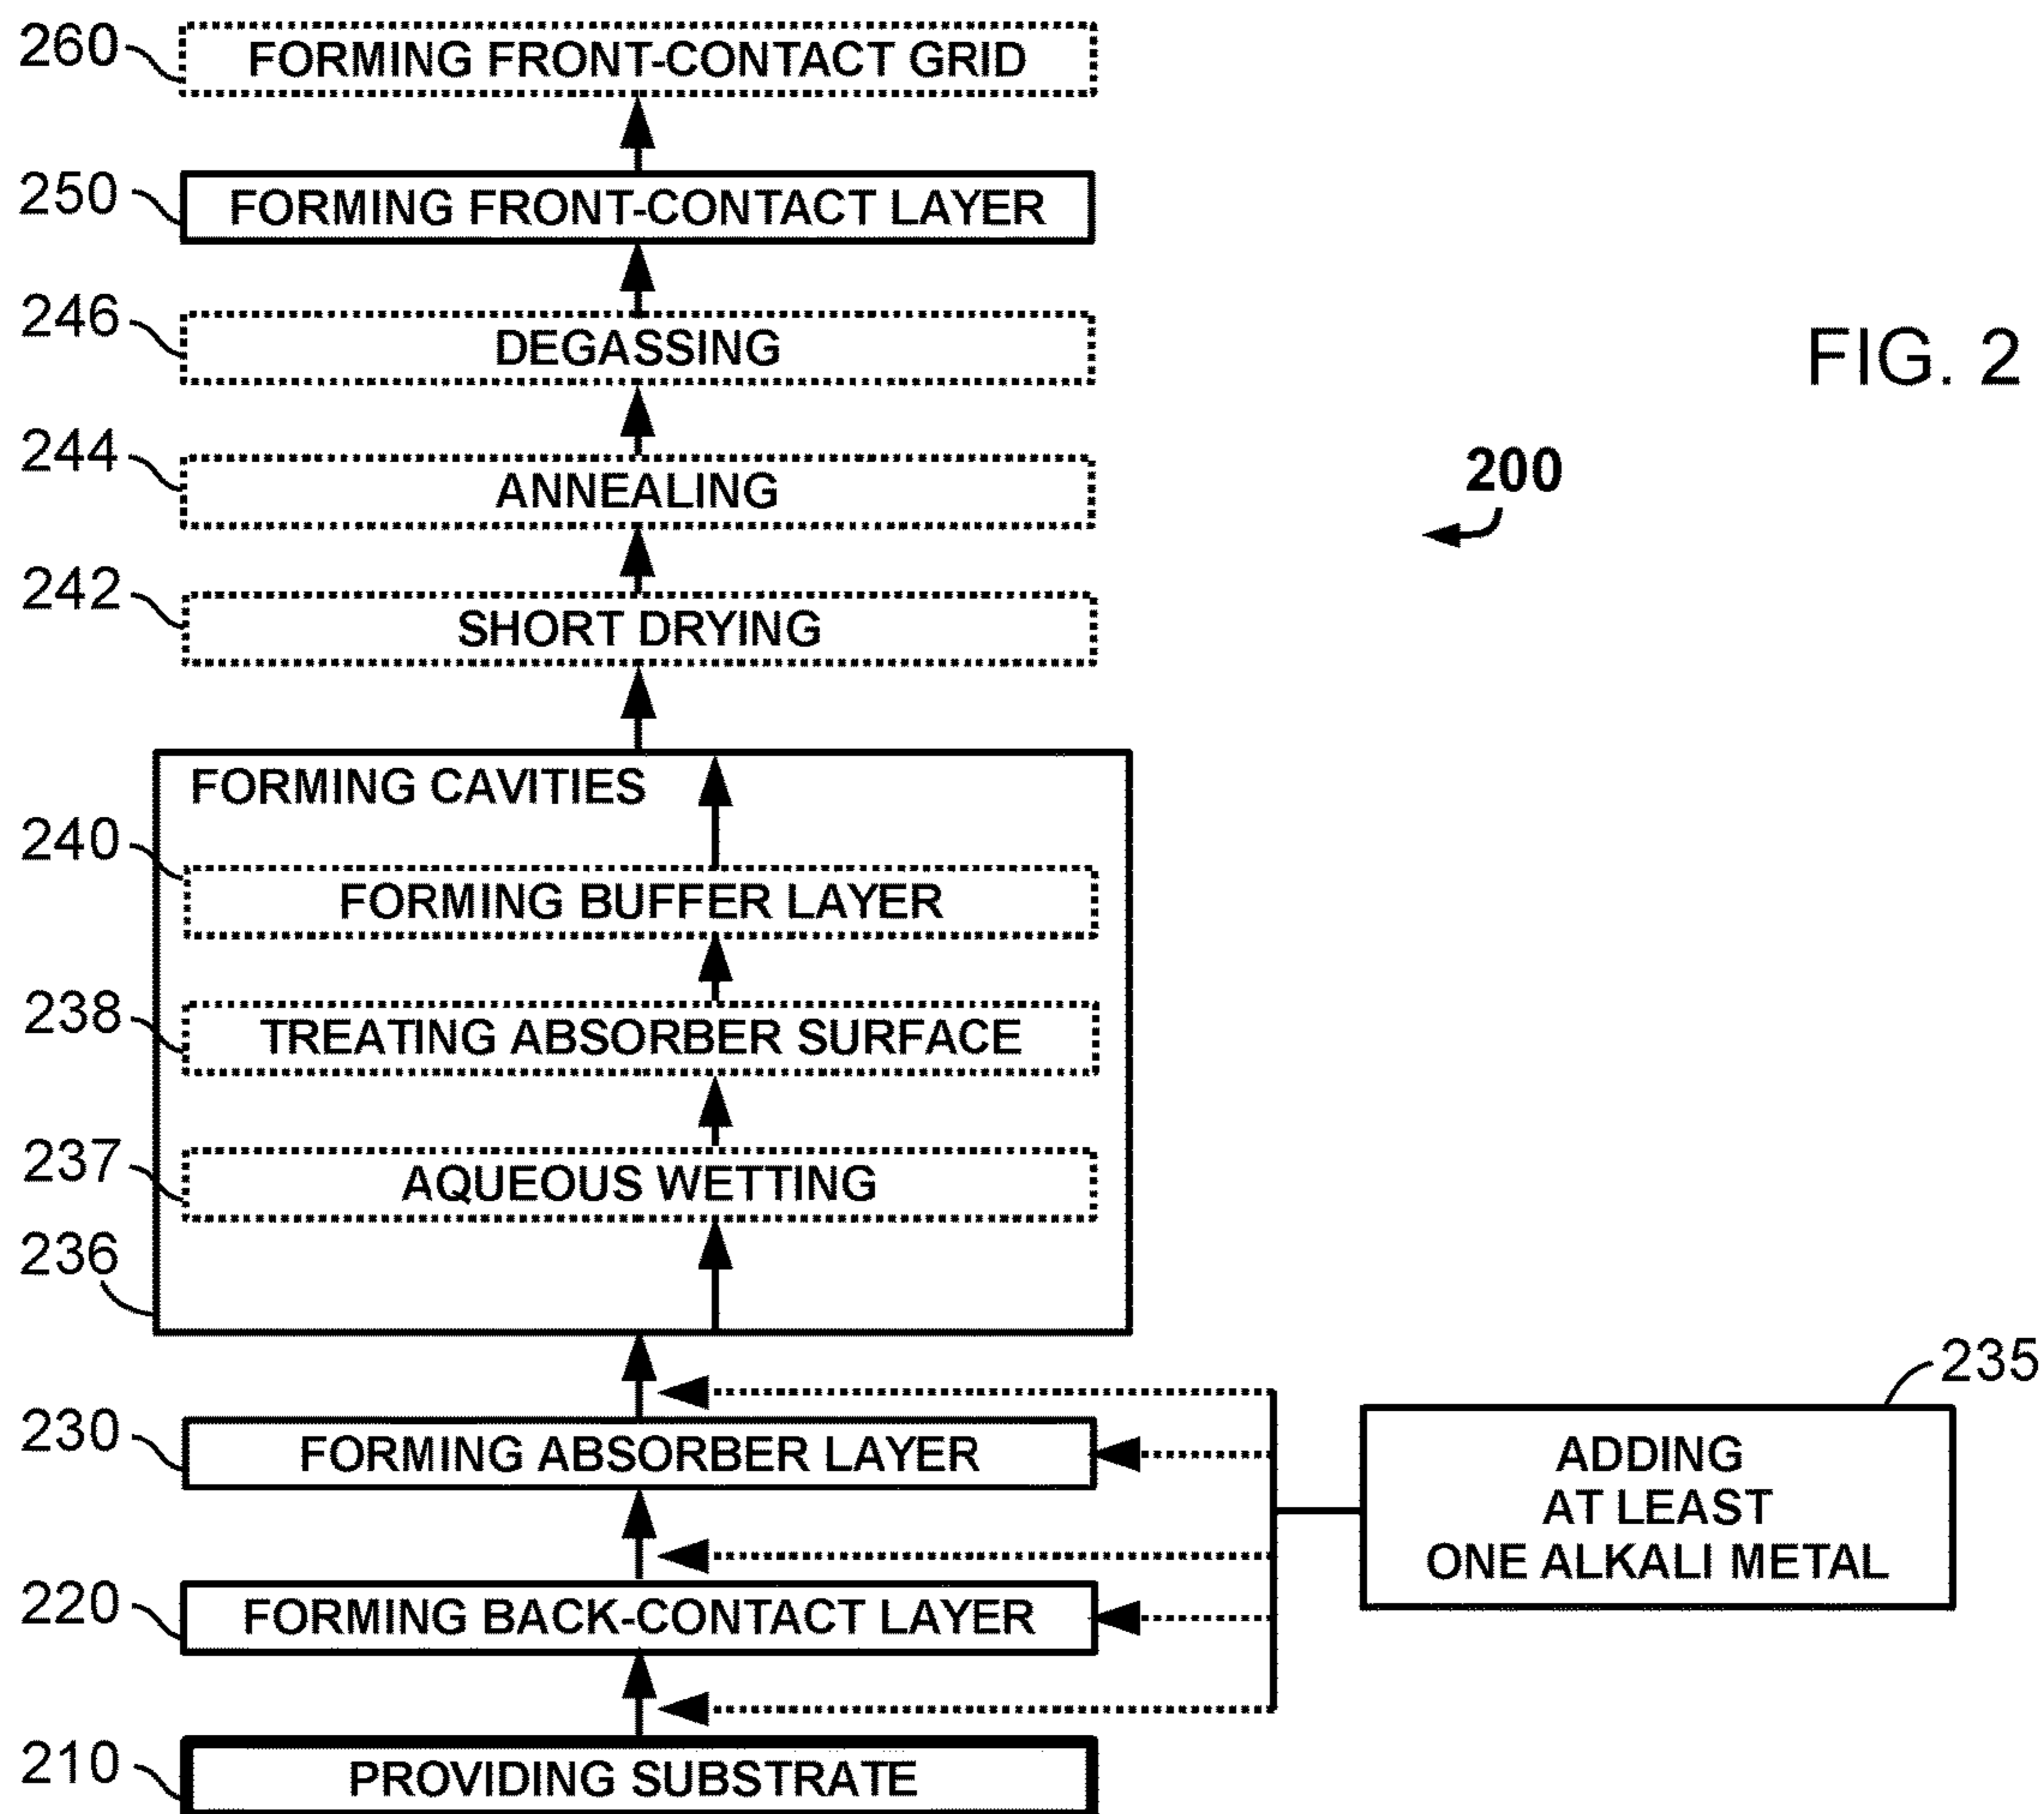 260
FORMING FRONT-CONTACT GRID
250
FORMING FRONT-CONTACT LAYER
246
DEGASSING
FIG. 2
244
ANNEALING
200
242
SHORT DRYING
FORMING CAVITIES
240
FORMING BUFFER LAYER
238
TREATING ABSORBER SURFACE
237
AQUEOUS WETTING
236
235
230
FORMING ABSORBER LAYER
ADDING
AT LEAST
ONE ALKALI METAL
220
FORMING BACK-CONTACT LAYER
210
PROVIDING SUBSTRATE